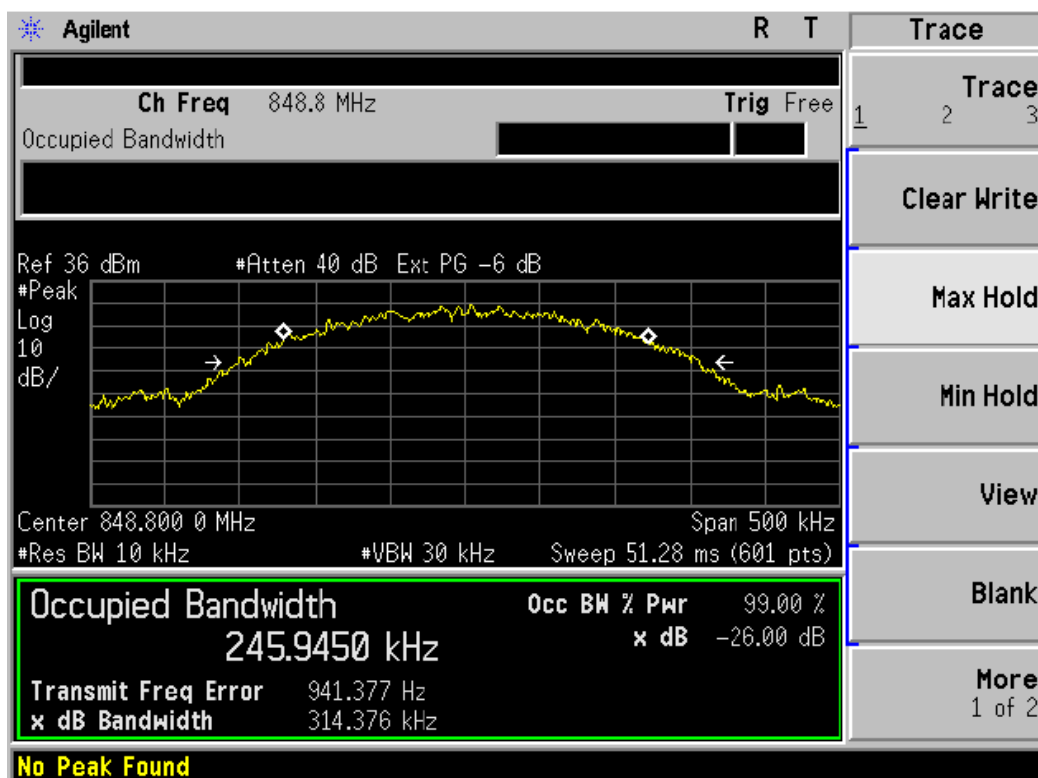 Agilent
R T
Trace
Ch Freq 848.8 MHz
Trig Free
Occupied Bandwidth
Ref 36 dBm #Atten 40 dB Ext PG -6 dB
#Peak
Log
10
dB/
Center 848.800 0 MHz
Span 500 kHz
#Res BW 10 kHz #VBW 30 kHz Sweep 51.28 ms (601 pts)
Occupied Bandwidth
245.9450 kHz
Occ BW % Pwr 99.00 %
x dB -26.00 dB
Transmit Freq Error 941.377 Hz
x dB Bandwidth 314.376 kHz
No Peak Found
Trace
1 2 3
Clear Write
Max Hold
Min Hold
View
Blank
More
1 of 2